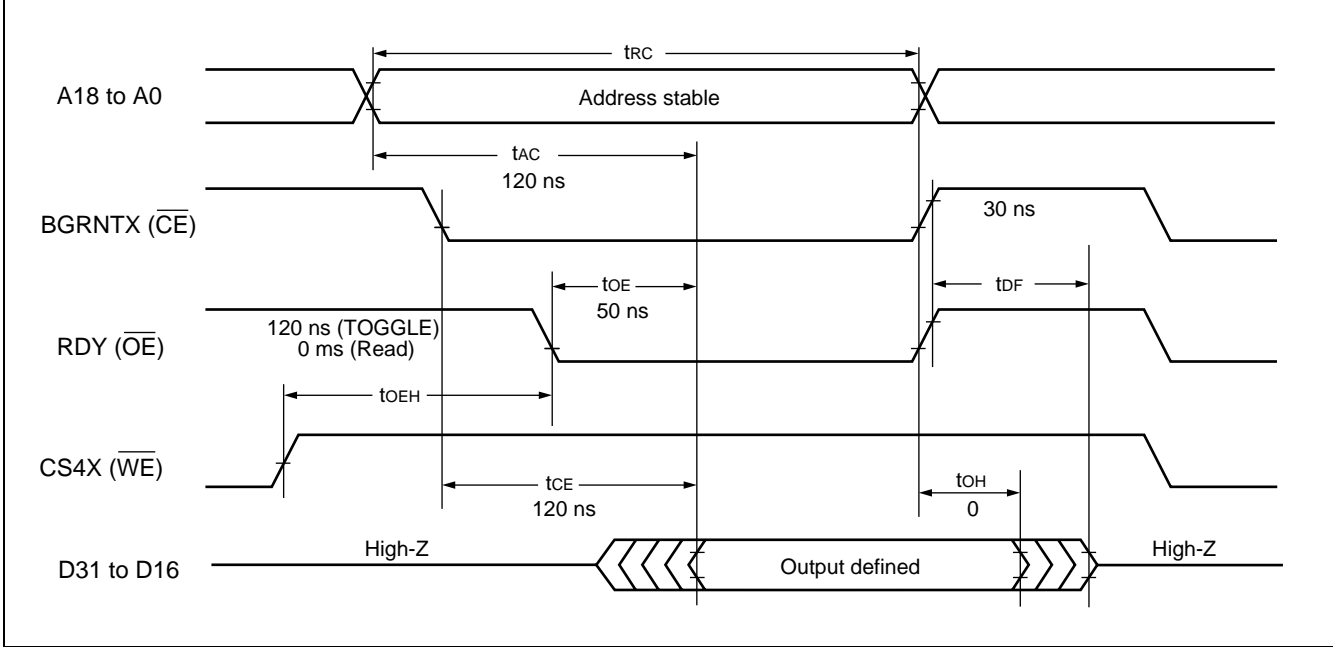 tRC
A18 to A0
Address stable
tAC
120 ns
BGRNTX (CE)
30 ns
tOE
50 ns
tDF
120 ns (TOGGLE)
0 ms (Read)
RDY (OE)
tOEH
CS4X (WE)
tCE
120 ns
tOH
0
High-Z
High-Z
D31 to D16
Output defined